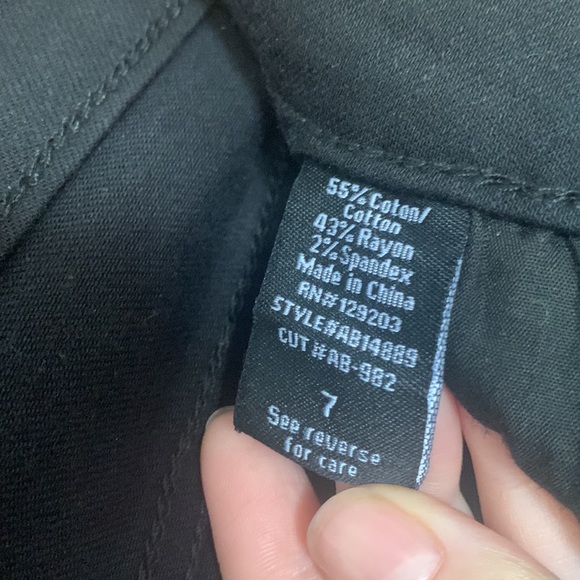 55% Coton/
Cotton
43% Rayon
2% Spandex
Made in China
RN#129203
STYLE#AB14889
CUT#AB-982
7
See reverse
for care